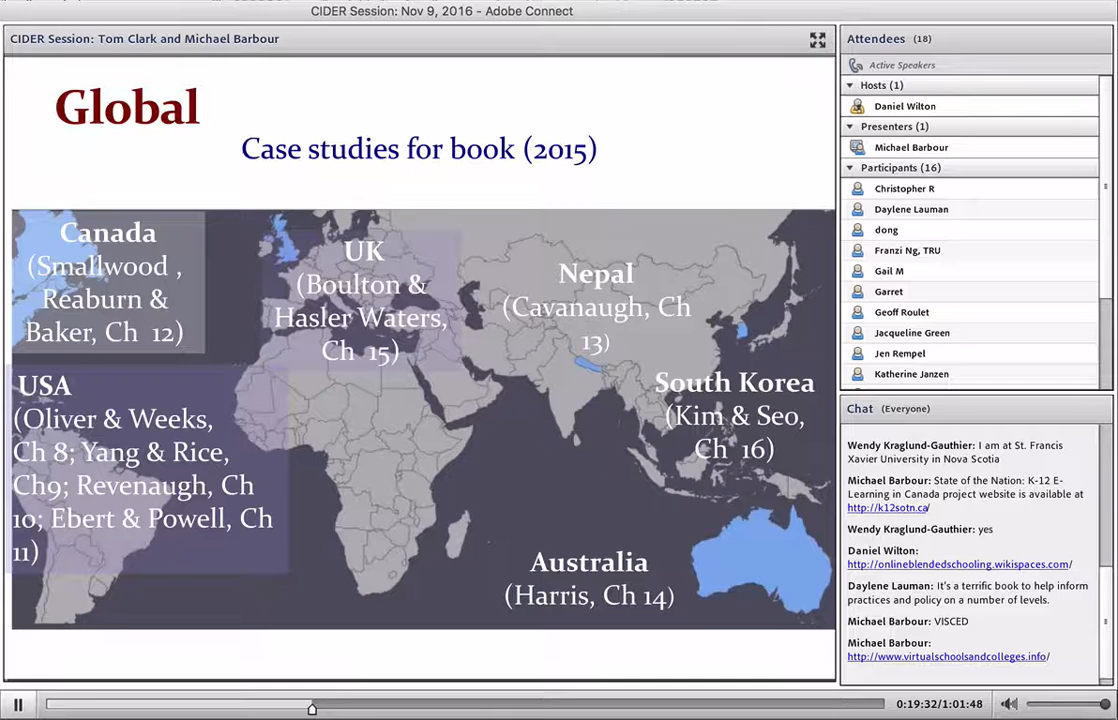 CIDER Session: Nov 9, 2016 - Adobe Connect
CIDER Session: Tom Clark and Michael Barbour
Global
Case studies for book (2015)
Canada
(Smallwood ,
Reaburn &
Baker, Ch 12)
UK
(Boulton &
Hasler Waters,
Ch 15)
Nepal
(Cavanaugh, Ch
13)
USA
(Oliver & Weeks,
Ch 8; Yang & Rice,
Ch9; Revenaugh, Ch
10; Ebert & Powell, Ch
11)
South Korea
(Kim & Seo,
Ch 16)
Australia
(Harris, Ch 14)
Attendees (18)
Active Speakers
Hosts (1)
Daniel Wilton
Presenters (1)
Michael Barbour
Participants (16)
Christopher R
Daylene Lauman
dong
Franzi Ng, TRU
Gail M
Garret
Geoff Roulet
Jacqueline Green
Jen Rempel
Katherine Janzen
Chat (Everyone)
Wendy Kraglund-Gauthier: I am at St. Francis
Xavier University in Nova Scotia
Michael Barbour: State of the Nation: K-12 E-
Learning in Canada project website is available at
http://k12sotn.ca/
Wendy Kraglund-Gauthier: yes
Daniel Wilton:
http://onlineblendedschooling.wikispaces.com/
Daylene Lauman: It's a terrific book to help inform
practices and policy on a number of levels.
Michael Barbour: VISCED
Michael Barbour:
http://www.virtualschoolsandcolleges.info/
0:19:32/1:01:48